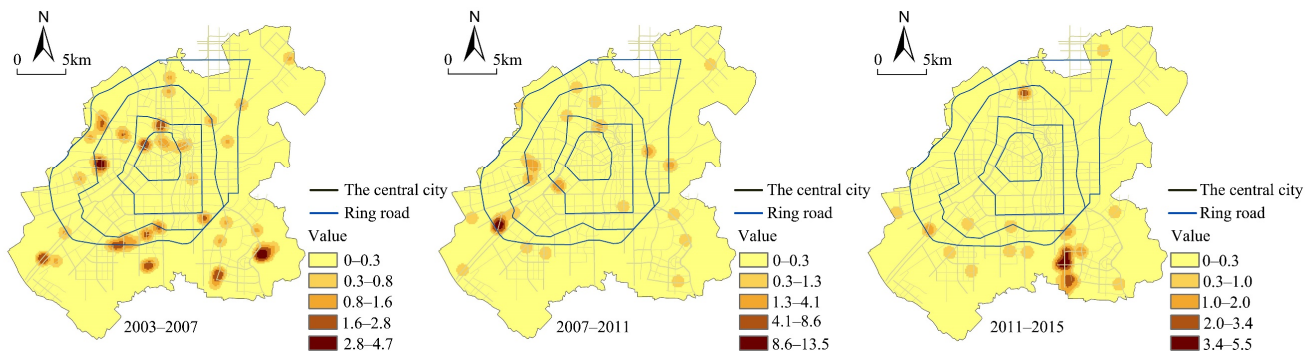 N
0 5km
The central city
Ring road
Value
0–0.3
0.3–0.8
0.8–1.6
1.6–2.8
2.8–4.7
2003–2007
N
0 5km
The central city
Ring road
Value
0–0.3
0.3–1.3
1.3–4.1
4.1–8.6
8.6–13.5
2007–2011
N
0 5km
The central city
Ring road
Value
0–0.3
0.3–1.0
1.0–2.0
2.0–3.4
3.4–5.5
2011–2015